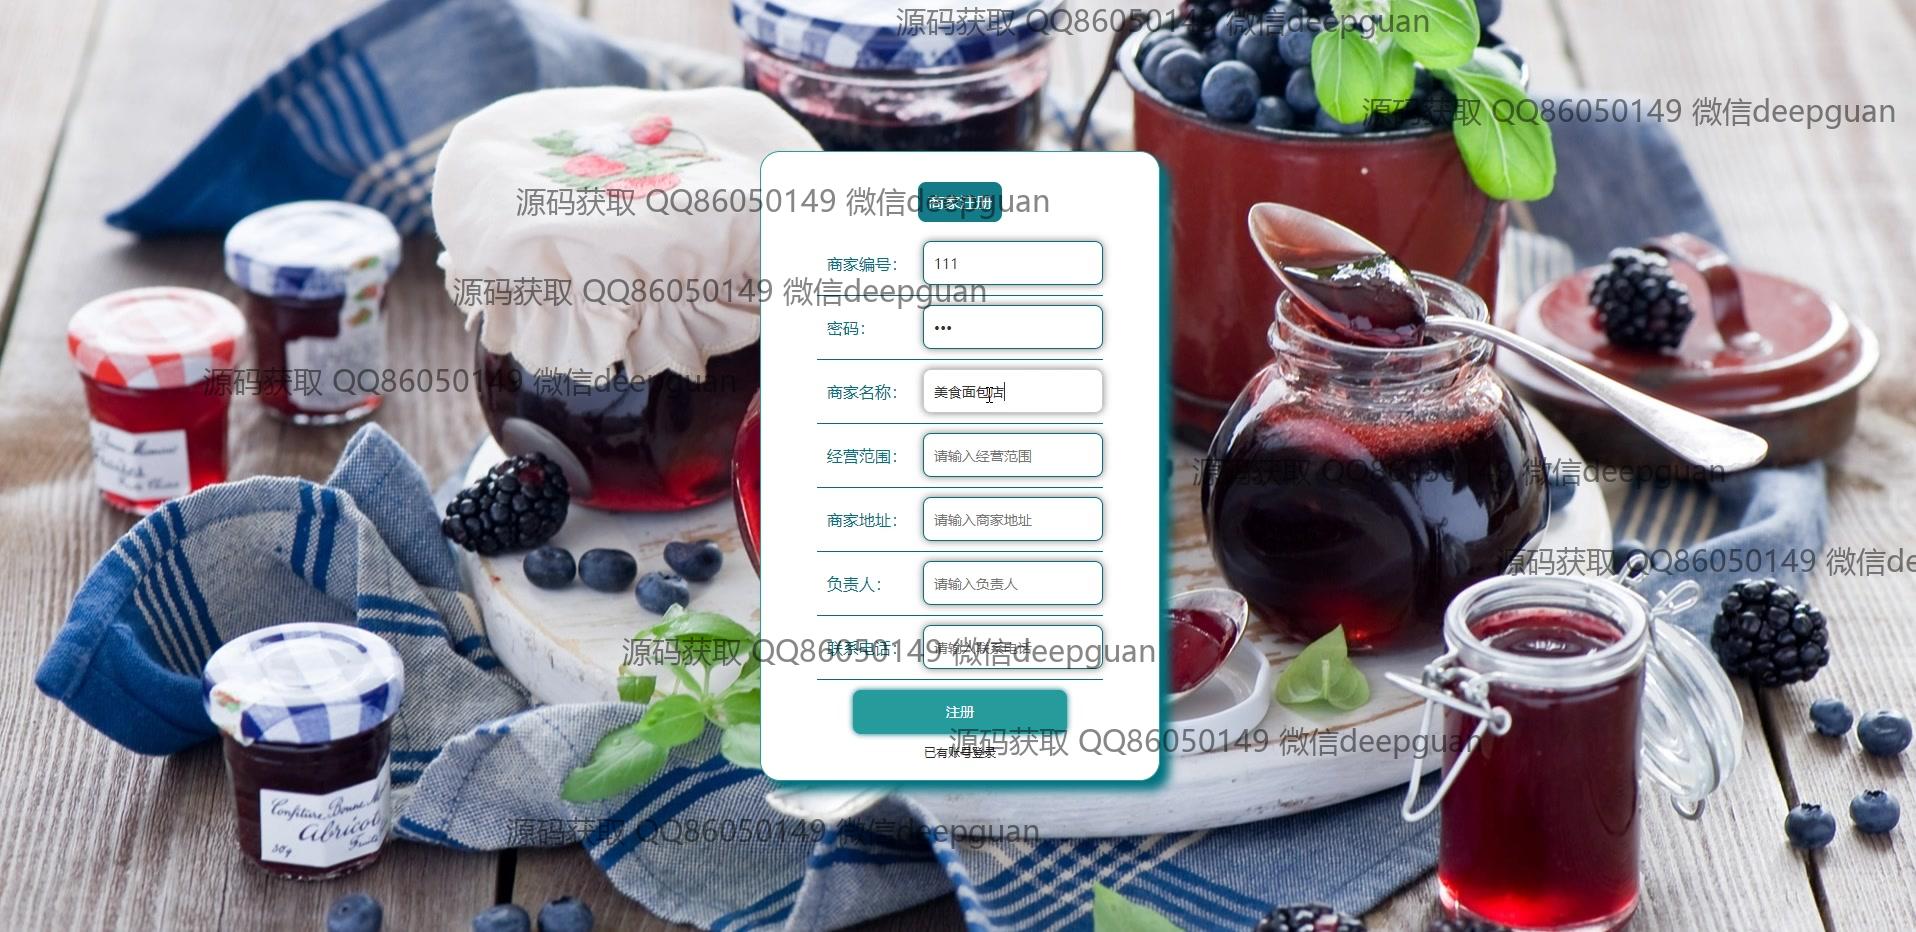 源码获取 QQ86050149 微信deepguan
源码获取 QQ86050149 微信deepguan
源码获取 QQ86050149 微信deepguan
商家注册
商家编号：
111
源码获取 QQ86050149 微信deepguan
密码：
•••
源码获取 QQ86050149 微信deepguan
商家名称：
美食面包店
经营范围：
请输入经营范围
源码获取 QQ86050149 微信deepguan
商家地址：
请输入商家地址
源码获取 QQ86050149 微信de
负责人：
请输入负责人
联系电话：
请输入联系电话
源码获取 QQ86050149 微信deepguan
注册
源码获取 QQ86050149 微信deepguan
已有账号登录
源码获取 QQ86050149 微信deepguan
Confiture Bonne
Abricot
30g